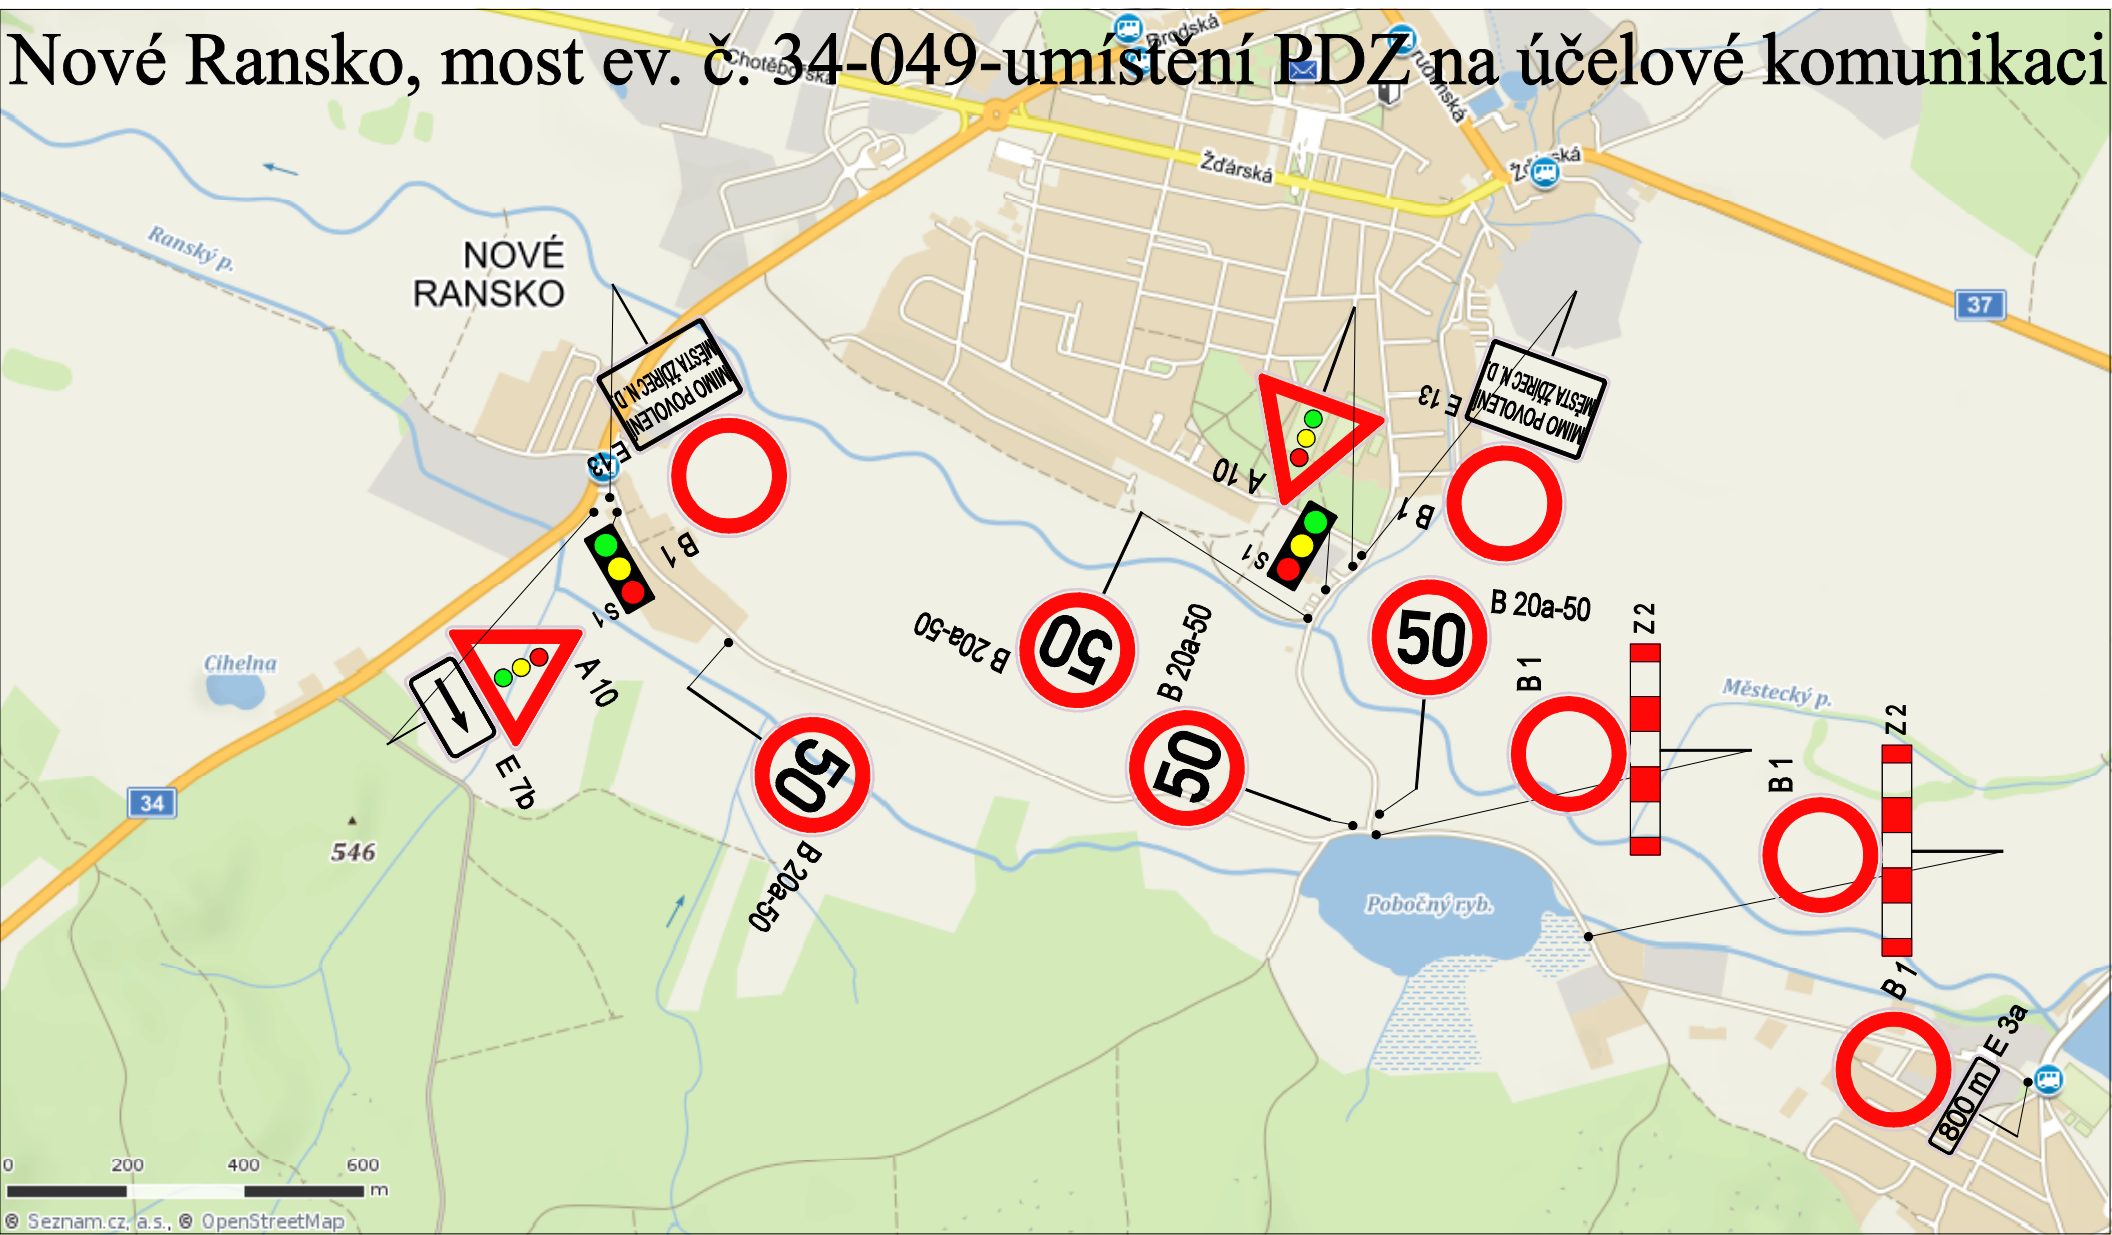 Nové Ransko, most ev. č. 34-049-umístění PDZ na účelové komunikaci
Chotěbořská
Brodská
Žďárská
37
Ranský p.
NOVÉ
RANSKO
MIMO POVOLENÍ
MĚSTA ŽDÍREC N. D.
E 13
B 1
S 1
A 10
E 7b
A 10
S 1
MIMO POVOLENÍ
MĚSTA ŽDÍREC N. D.
E 13
B 1
50
B 20a-50
50
B 20a-50
50
B 20a-50
50
B 20a-50
B 1
Z 2
Městecký p.
B 1
Z 2
Cihelna
34
546
Pobočný ryb.
B 1
E 3a
800 m
0 200 400 600
m
© Seznam.cz, a.s., © OpenStreetMap